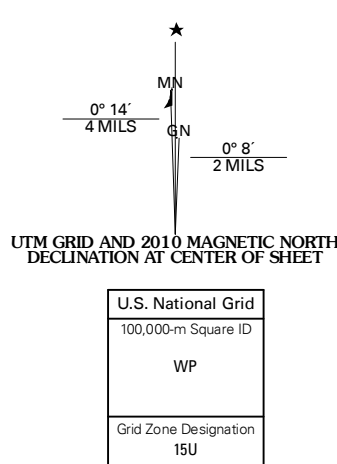 MN
0° 14´
4 MILS
GN
0° 8´
2 MILS
UTM GRID AND 2010 MAGNETIC NORTH
DECLINATION AT CENTER OF SHEET
U.S. National Grid
100,000-m Square ID
WP
Grid Zone Designation
15U